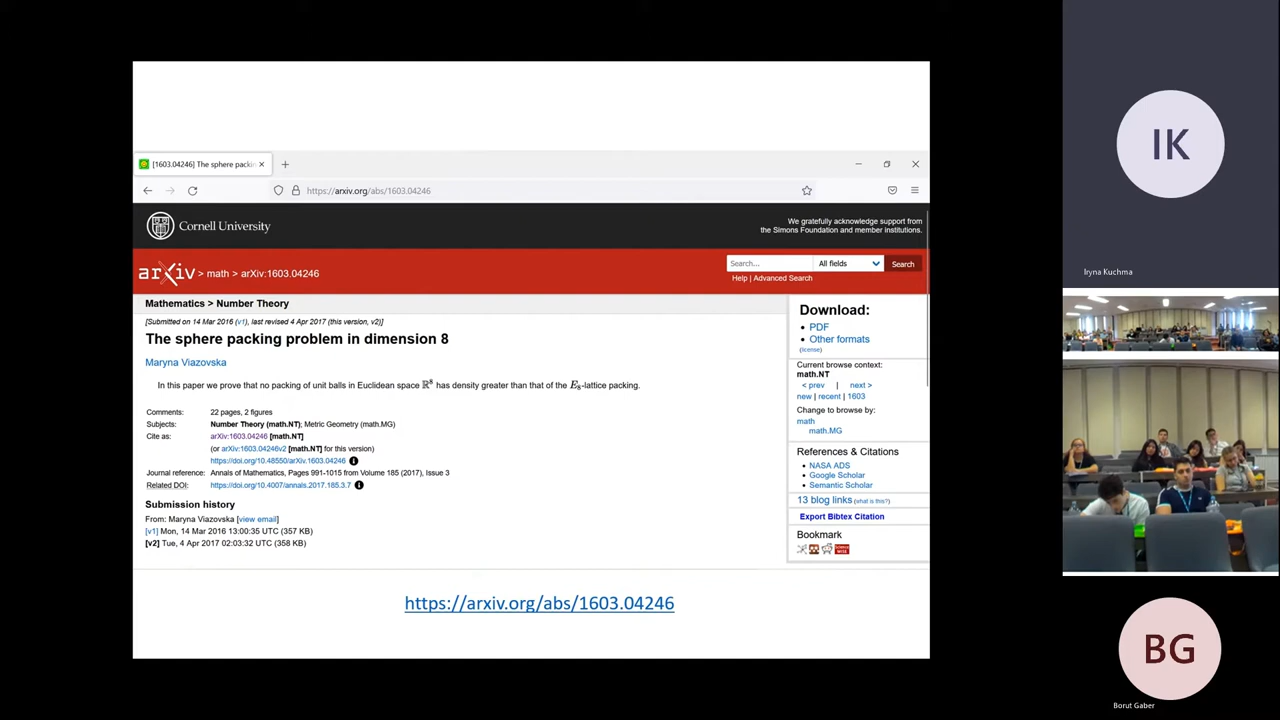 [1603.04246] The sphere packin
https://arxiv.org/abs/1603.04246
Cornell University
We gratefully acknowledge support from
the Simons Foundation and member institutions.
arXiv > math > arXiv:1603.04246
Search...
All fields
Search
Help | Advanced Search
Mathematics > Number Theory
[Submitted on 14 Mar 2016 (v1), last revised 4 Apr 2017 (this version, v2)]
The sphere packing problem in dimension 8
Maryna Viazovska
In this paper we prove that no packing of unit balls in Euclidean space ℝ⁸ has density greater than that of the E₈-lattice packing.
Comments: 22 pages, 2 figures
Subjects: Number Theory (math.NT); Metric Geometry (math.MG)
Cite as: arXiv:1603.04246 [math.NT]
(or arXiv:1603.04246v2 [math.NT] for this version)
https://doi.org/10.48550/arXiv.1603.04246
Journal reference: Annals of Mathematics, Pages 991-1015 from Volume 185 (2017), Issue 3
Related DOI: https://doi.org/10.4007/annals.2017.185.3.7
Submission history
From: Maryna Viazovska [view email]
[v1] Mon, 14 Mar 2016 13:00:35 UTC (357 KB)
[v2] Tue, 4 Apr 2017 02:03:32 UTC (358 KB)
Download:
PDF
Other formats
(license)
Current browse context:
math.NT
< prev | next >
new | recent | 1603
Change to browse by:
math
math.MG
References & Citations
NASA ADS
Google Scholar
Semantic Scholar
13 blog links (what is this?)
Export Bibtex Citation
Bookmark
https://arxiv.org/abs/1603.04246
IK
Iryna Kuchma
BG
Borut Gaber